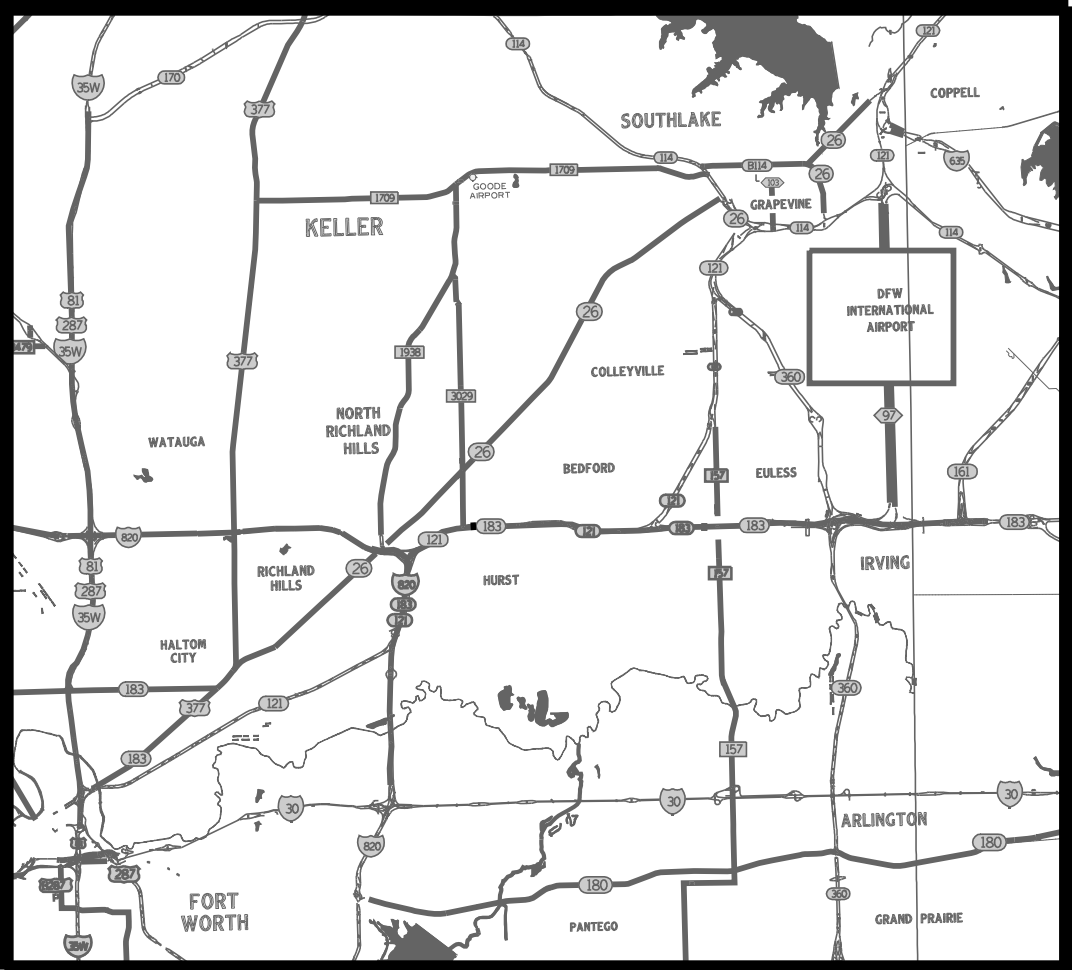 121
114
35W
170
COPPELL
377
SOUTHLAKE
26
114
121
635
B114
1709
26
103
GOODE
AIRPORT
1709
GRAPEVINE
26
KELLER
114
114
121
81
DFW
INTERNATIONAL
AIRPORT
26
287
35W
1938
377
COLLEYVILLE
360
3029
NORTH
RICHLAND
HILLS
97
WATAUGA
26
BEDFORD
157
EULESS
161
121
183
121
183
183
183
820
121
81
26
RICHLAND
HILLS
820
HURST
157
IRVING
287
183
35W
121
HALTOM
CITY
183
360
121
377
157
183
30
30
30
ARLINGTON
180
820
287
180
360
FORT
WORTH
PANTEGO
GRAND PRAIRIE
35W